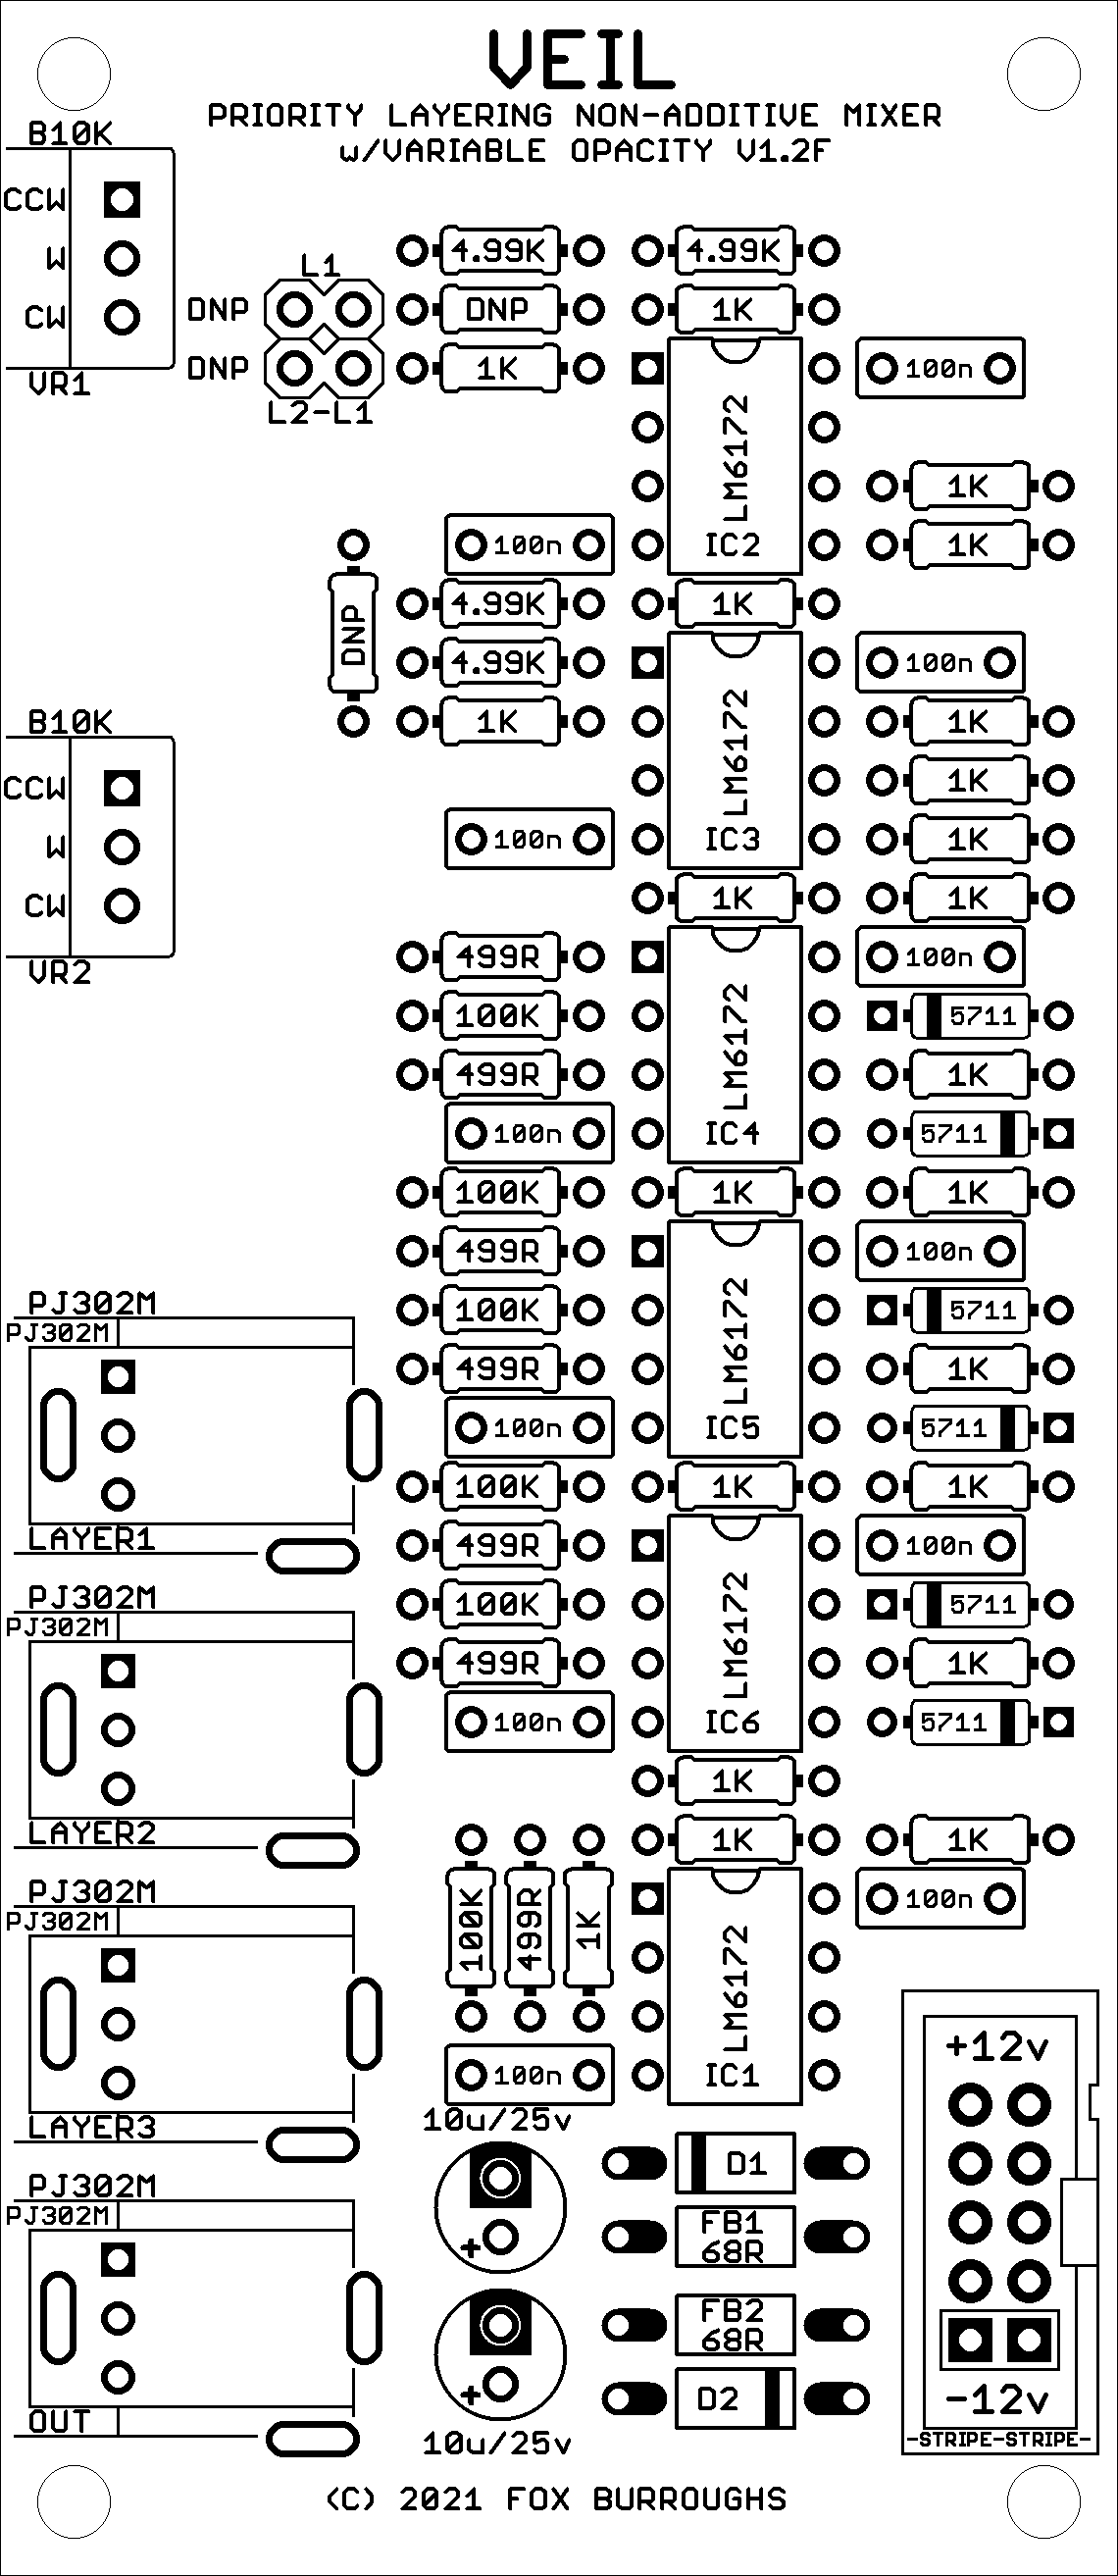 VEIL
PRIORITY LAYERING NON-ADDITIVE MIXER
w/VARIABLE OPACITY V1.2F
B10K
CCW
W
CW
VR1
L1
DNP
DNP
L2-L1
4.99K 4.99K
DNP 1K
1K 100n
LM6172
1K
100n IC2 1K
DNP
4.99K 1K
4.99K 100n
B10K
1K 1K
LM6172
CCW
1K
W
100n IC3 1K
CW
1K 1K
VR2
499R 100n
100K 5711
LM6172
499R 1K
100n IC4 5711
100K 1K 1K
499R 100n
PJ302M
PJ302M
100K 5711
LM6172
499R 1K
100n IC5 5711
100K 1K 1K
LAYER1
499R 100n
PJ302M
PJ302M
100K 5711
LM6172
499R 1K
100n IC6 5711
1K
LAYER2
1K 1K
PJ302M
PJ302M
100K 499R 1K
100n
LM6172
100n IC1
LAYER3
+12v
10u/25v
D1
PJ302M
PJ302M
FB1
68R
+
FB2
68R
D2
+
-12v
OUT
10u/25v
-STRIPE-STRIPE-
(C) 2021 FOX BURROUGHS